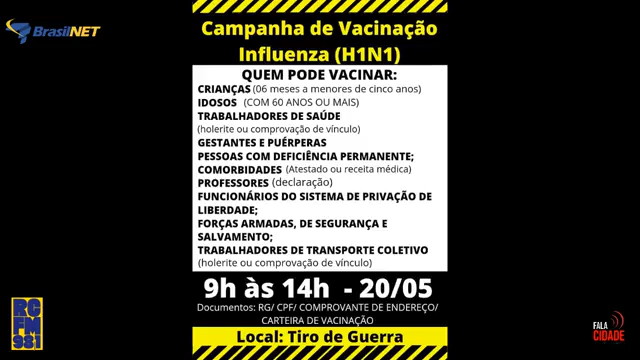 BrasilNET
Campanha de Vacinação
Influenza (H1N1)
QUEM PODE VACINAR:
CRIANÇAS (06 meses a menores de cinco anos)
IDOSOS (COM 60 ANOS OU MAIS)
TRABALHADORES DE SAÚDE
(holerite ou comprovação de vínculo)
GESTANTES E PUÉRPERAS
PESSOAS COM DEFICIÊNCIA PERMANENTE;
COMORBIDADES (Atestado ou receita médica)
PROFESSORES (declaração)
FUNCIONÁRIOS DO SISTEMA DE PRIVAÇÃO DE
LIBERDADE;
FORÇAS ARMADAS, DE SEGURANÇA E
SALVAMENTO;
TRABALHADORES DE TRANSPORTE COLETIVO
(holerite ou comprovação de vínculo)
9h às 14h - 20/05
Documentos: RG/ CPF/ COMPROVANTE DE ENDEREÇO/
CARTEIRA DE VACINAÇÃO
Local: Tiro de Guerra
RC
FM
981
FALA
CIDADE